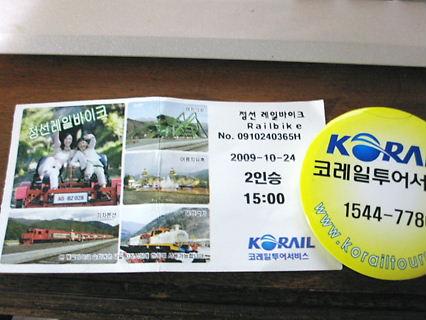 정선레일바이크
정선 레일바이크
Railbike
No. 0910240365H
2009-10-24
2인승
15:00
KORAIL
코레일투어서비스
KORAIL
코레일투어서
1544-778
www.korailtour